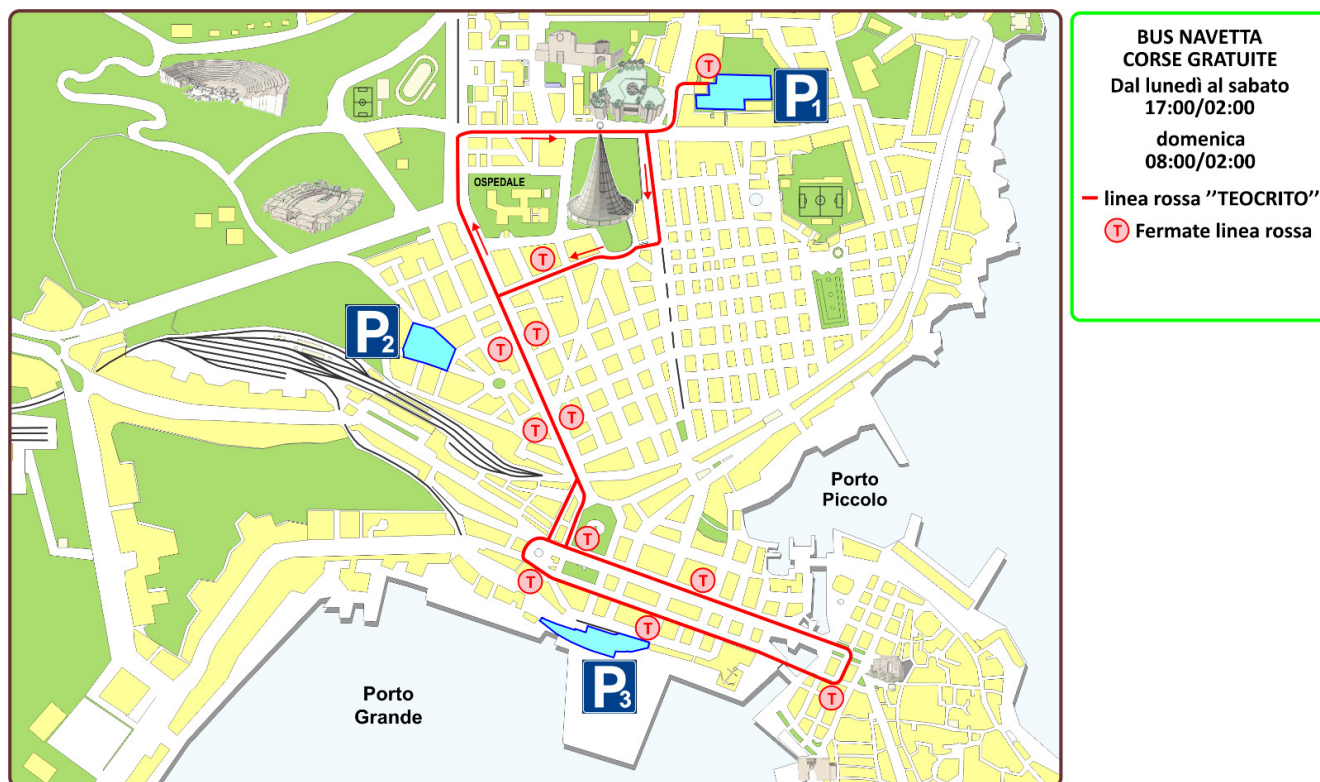 BUS NAVETTA
CORSE GRATUITE
Dal lunedì al sabato
17:00/02:00
domenica
08:00/02:00
linea rossa ”TEOCRITO”
T Fermate linea rossa
T
P1
OSPEDALE
T
P2
T
T
T
T
Porto
Piccolo
T
T
T
T
P3
Porto
Grande
T